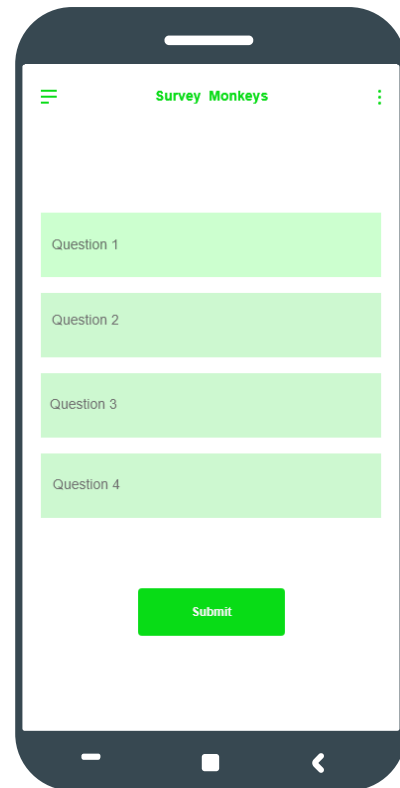 Survey Monkeys
Question 1
Question 2
Question 3
Question 4
Submit